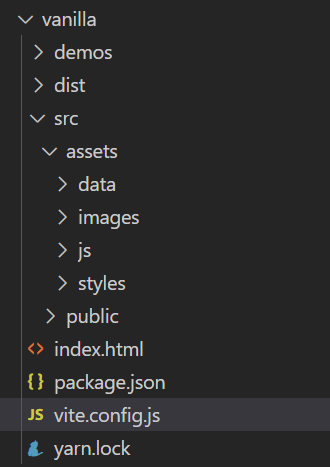 vanilla
demos
dist
src
assets
data
images
js
styles
public
<> index.html
{ } package.json
JS vite.config.js
yarn.lock